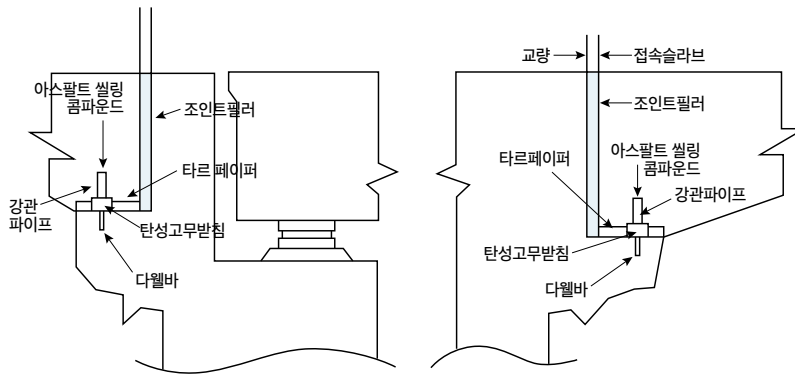 아스팔트 씰링
콤파운드
조인트필러
타르 페이퍼
강관
파이프
탄성고무받침
다웰바
교량
접속슬라브
조인트필러
타르페이퍼
아스팔트 씰링
콤파운드
강관파이프
탄성고무받침
다웰바